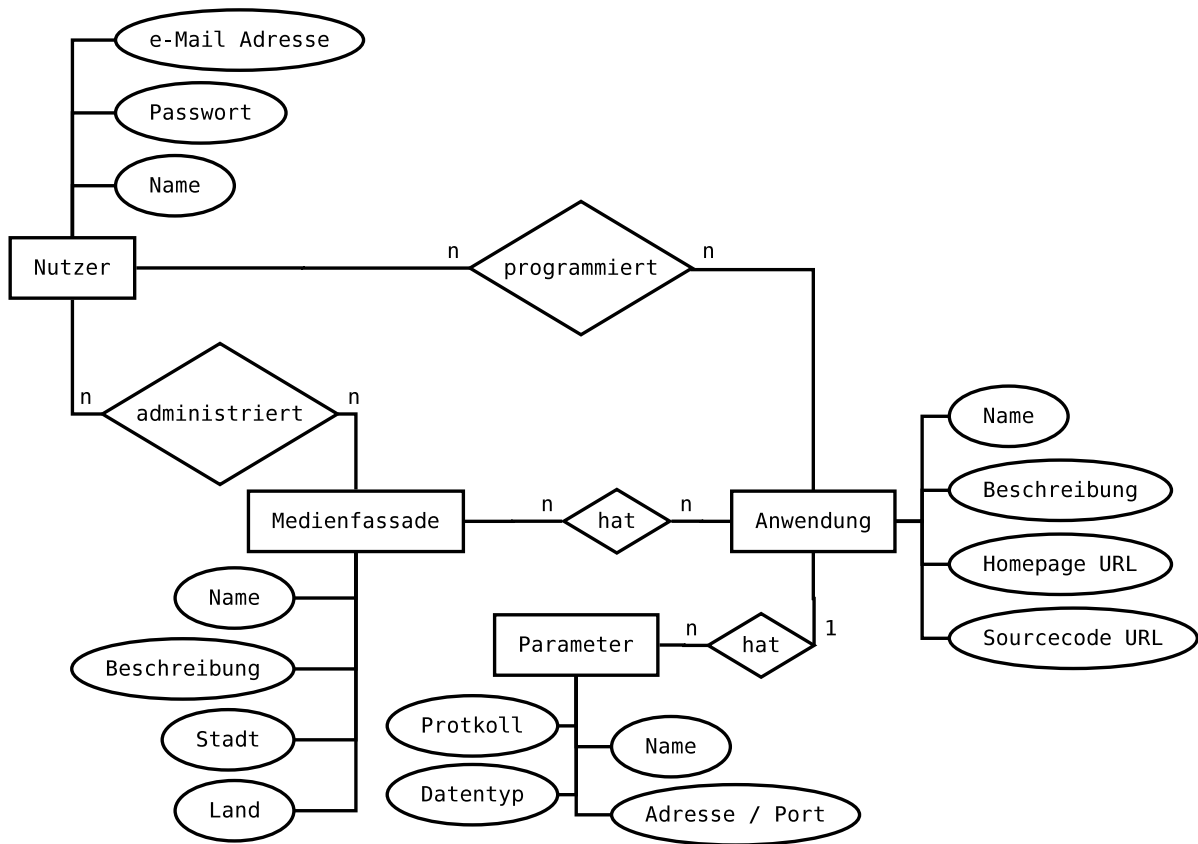 e-Mail Adresse
Passwort
Name
Nutzer
n
programmiert
n
n
administriert
n
Name
Beschreibung
Homepage URL
Sourcecode URL
Medienfassade
n
hat
n
Anwendung
Name
Beschreibung
Stadt
Land
Parameter
n
hat
1
Protkoll
Name
Datentyp
Adresse / Port